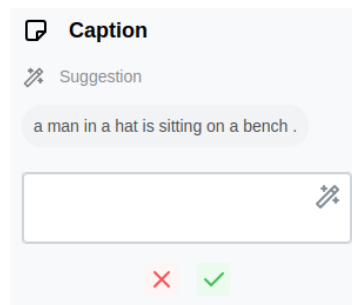 Caption
Suggestion
a man in a hat is sitting on a bench .